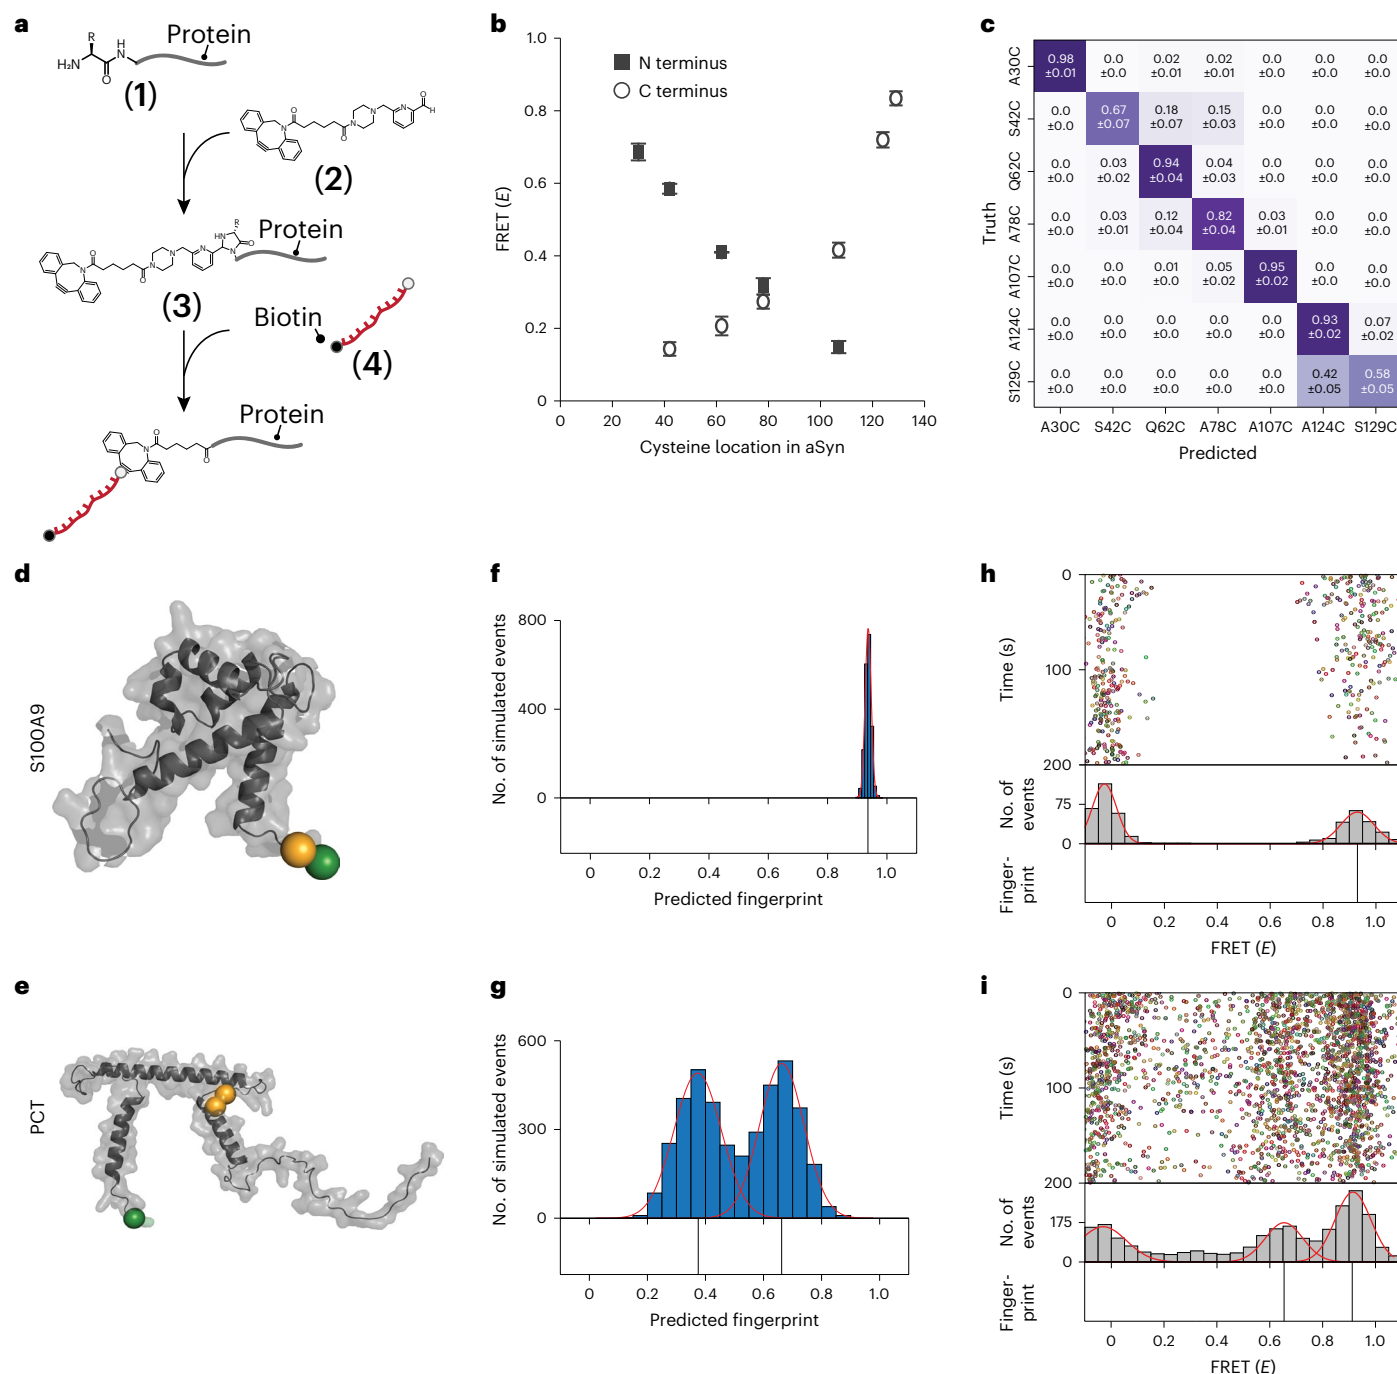 a
R
H₂N
O
H
N
Protein
(1)
N
O
O
N
N
N
O
H
(2)
N
O
O
N
N
N
HN
R
N
O
Protein
(3)
Biotin
(4)
N
O
O
Protein
b
N terminus
C terminus
FRET (E)
1.0
0.8
0.6
0.4
0.2
0
0 20 40 60 80 100 120 140
Cysteine location in aSyn
c
Truth
A30C 0.98 ±0.01 0.0 ±0.0 0.02 ±0.01 0.02 ±0.01 0.0 ±0.0 0.0 ±0.0 0.0 ±0.0
S42C 0.0 ±0.0 0.67 ±0.07 0.18 ±0.07 0.15 ±0.03 0.0 ±0.0 0.0 ±0.0 0.0 ±0.0
Q62C 0.0 ±0.0 0.03 ±0.02 0.94 ±0.04 0.04 ±0.03 0.0 ±0.0 0.0 ±0.0 0.0 ±0.0
A78C 0.0 ±0.0 0.03 ±0.01 0.12 ±0.04 0.82 ±0.04 0.03 ±0.01 0.0 ±0.0 0.0 ±0.0
A107C 0.0 ±0.0 0.0 ±0.0 0.01 ±0.02 0.05 ±0.02 0.95 ±0.02 0.0 ±0.0 0.0 ±0.0
A124C 0.0 ±0.0 0.0 ±0.0 0.0 ±0.0 0.0 ±0.0 0.0 ±0.0 0.93 ±0.02 0.07 ±0.02
S129C 0.0 ±0.0 0.0 ±0.0 0.0 ±0.0 0.0 ±0.0 0.0 ±0.0 0.42 ±0.05 0.58 ±0.05
A30C S42C Q62C A78C A107C A124C S129C
Predicted
d
S100A9
f
No. of simulated events
800
400
0
0 0.2 0.4 0.6 0.8 1.0
Predicted fingerprint
h
Time (s)
0
100
200
No. of
events
75
0
Finger-
print
0 0.2 0.4 0.6 0.8 1.0
FRET (E)
e
PCT
g
No. of simulated events
600
300
0
0 0.2 0.4 0.6 0.8 1.0
Predicted fingerprint
i
Time (s)
0
100
200
No. of
events
175
0
Finger-
print
0 0.2 0.4 0.6 0.8 1.0
FRET (E)